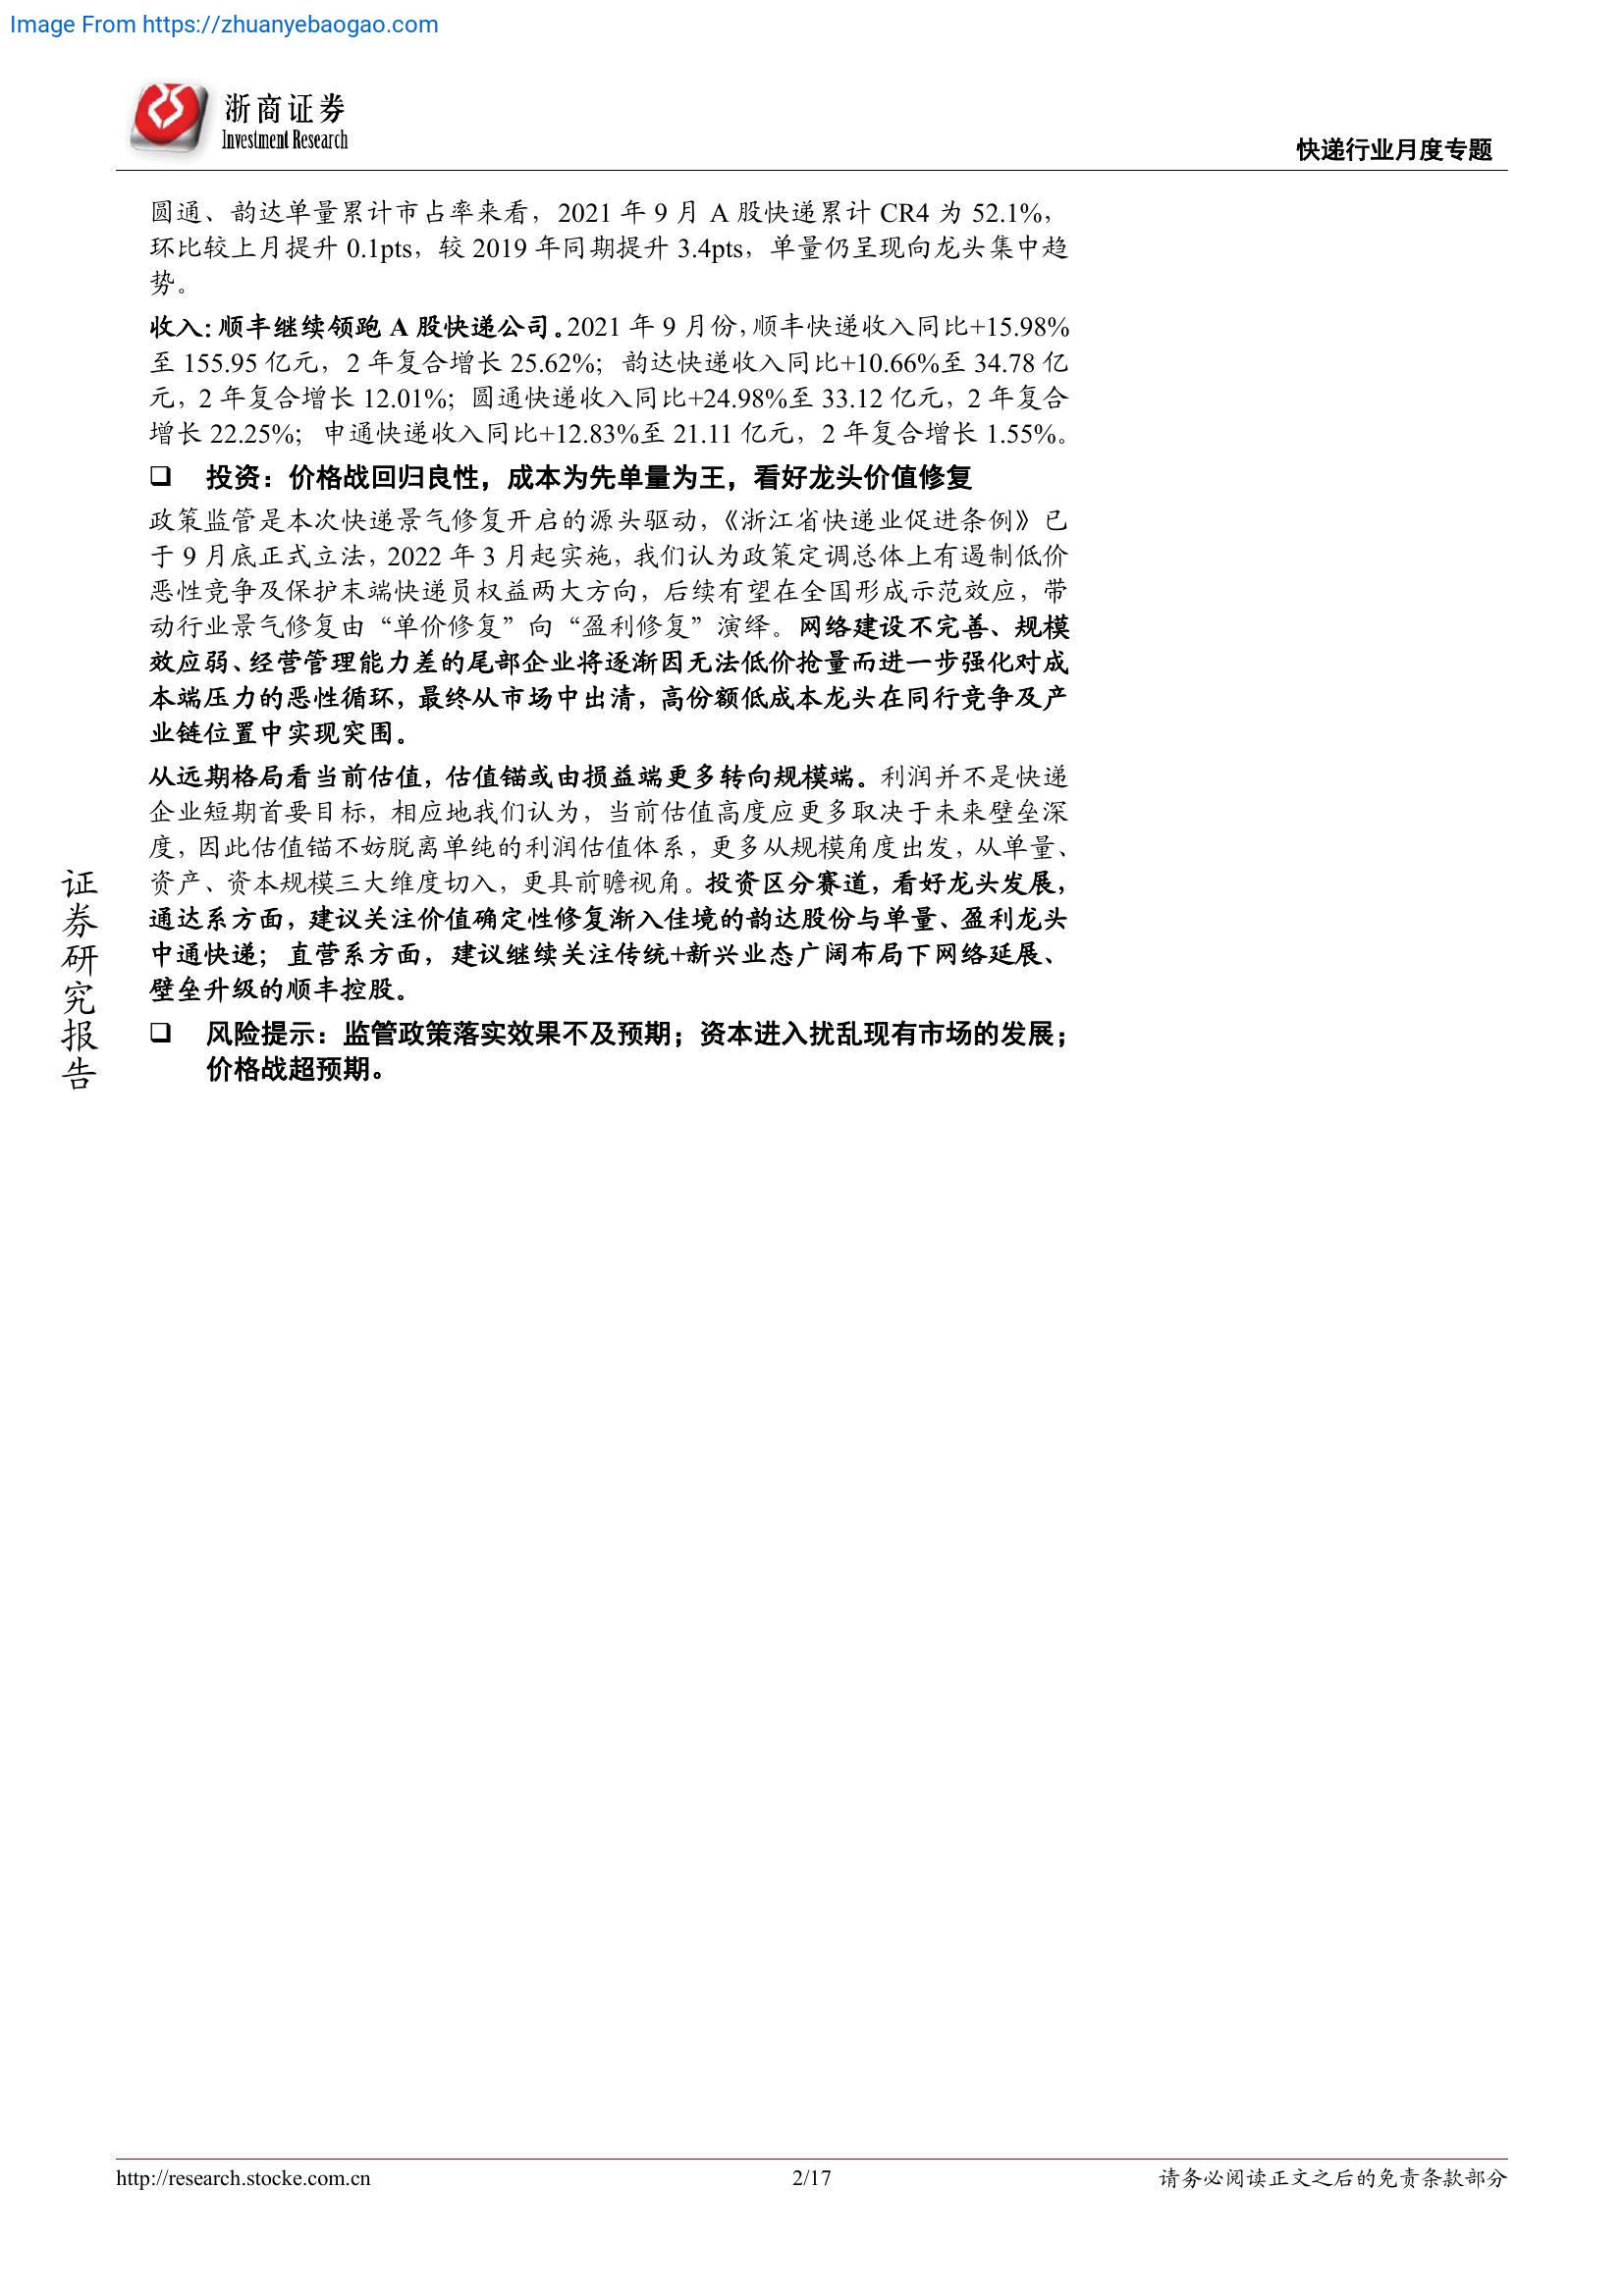 Image From https://zhuanyebaogao.com
浙商证券
Investment Research
快递行业月度专题
圆通、韵达单量累计市占率来看，2021 年 9 月 A 股快递累计 CR4 为 52.1%，
环比较上月提升 0.1pts，较 2019 年同期提升 3.4pts，单量仍呈现向龙头集中趋
势。
收入：顺丰继续领跑 A 股快递公司。2021 年 9 月份，顺丰快递收入同比+15.98%
至 155.95 亿元，2 年复合增长 25.62%；韵达快递收入同比+10.66%至 34.78 亿
元，2 年复合增长 12.01%；圆通快递收入同比+24.98%至 33.12 亿元，2 年复合
增长 22.25%；申通快递收入同比+12.83%至 21.11 亿元，2 年复合增长 1.55%。
❑ 投资：价格战回归良性，成本为先单量为王，看好龙头价值修复
政策监管是本次快递景气修复开启的源头驱动，《浙江省快递业促进条例》已
于 9 月底正式立法，2022 年 3 月起实施，我们认为政策定调总体上有遏制低价
恶性竞争及保护末端快递员权益两大方向，后续有望在全国形成示范效应，带
动行业景气修复由“单价修复”向“盈利修复”演绎。网络建设不完善、规模
效应弱、经营管理能力差的尾部企业将逐渐因无法低价抢量而进一步强化对成
本端压力的恶性循环，最终从市场中出清，高份额低成本龙头在同行竞争及产
业链位置中实现突围。
从远期格局看当前估值，估值锚或由损益端更多转向规模端。利润并不是快递
企业短期首要目标，相应地我们认为，当前估值高度应更多取决于未来壁垒深
度，因此估值锚不妨脱离单纯的利润估值体系，更多从规模角度出发，从单量、
资产、资本规模三大维度切入，更具前瞻视角。投资区分赛道，看好龙头发展，
通达系方面，建议关注价值确定性修复渐入佳境的韵达股份与单量、盈利龙头
中通快递；直营系方面，建议继续关注传统+新兴业态广阔布局下网络延展、
壁垒升级的顺丰控股。
❑ 风险提示：监管政策落实效果不及预期；资本进入扰乱现有市场的发展；
价格战超预期。
证
券
研
究
报
告
http://research.stocke.com.cn
2/17
请务必阅读正文之后的免责条款部分